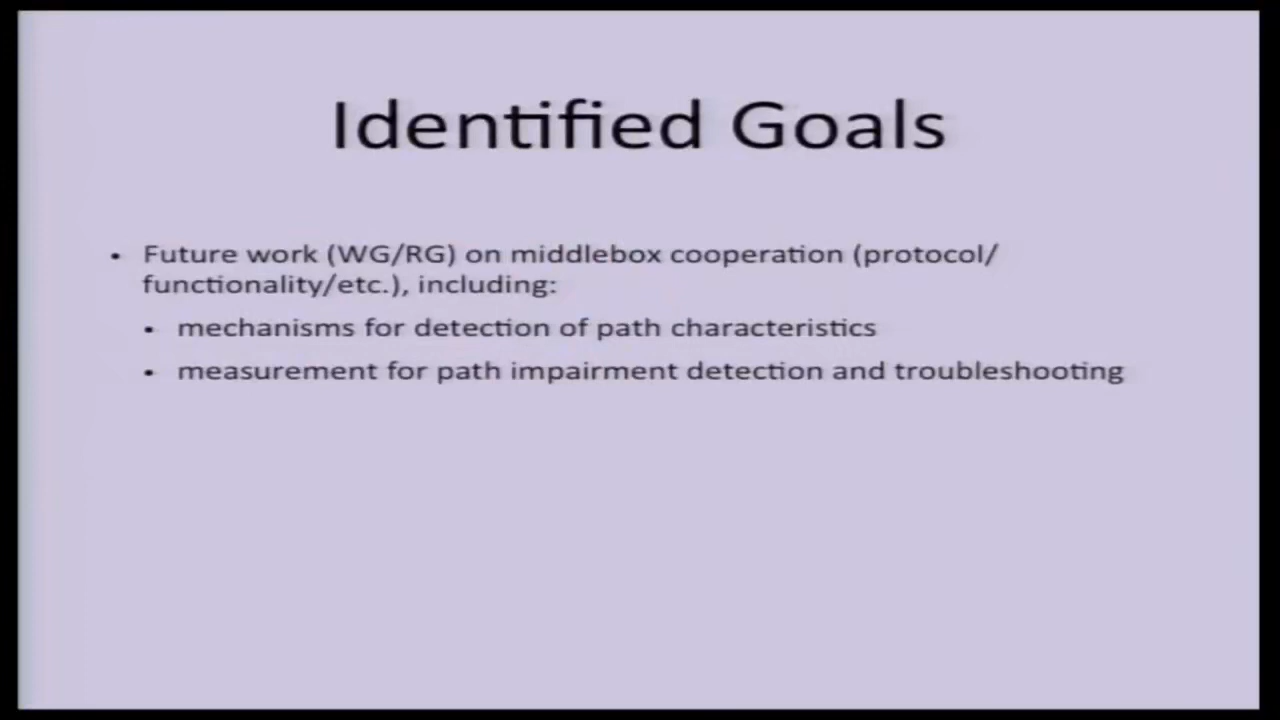 Identified Goals
• Future work (WG/RG) on middlebox cooperation (protocol/
functionality/etc.), including:
• mechanisms for detection of path characteristics
• measurement for path impairment detection and troubleshooting